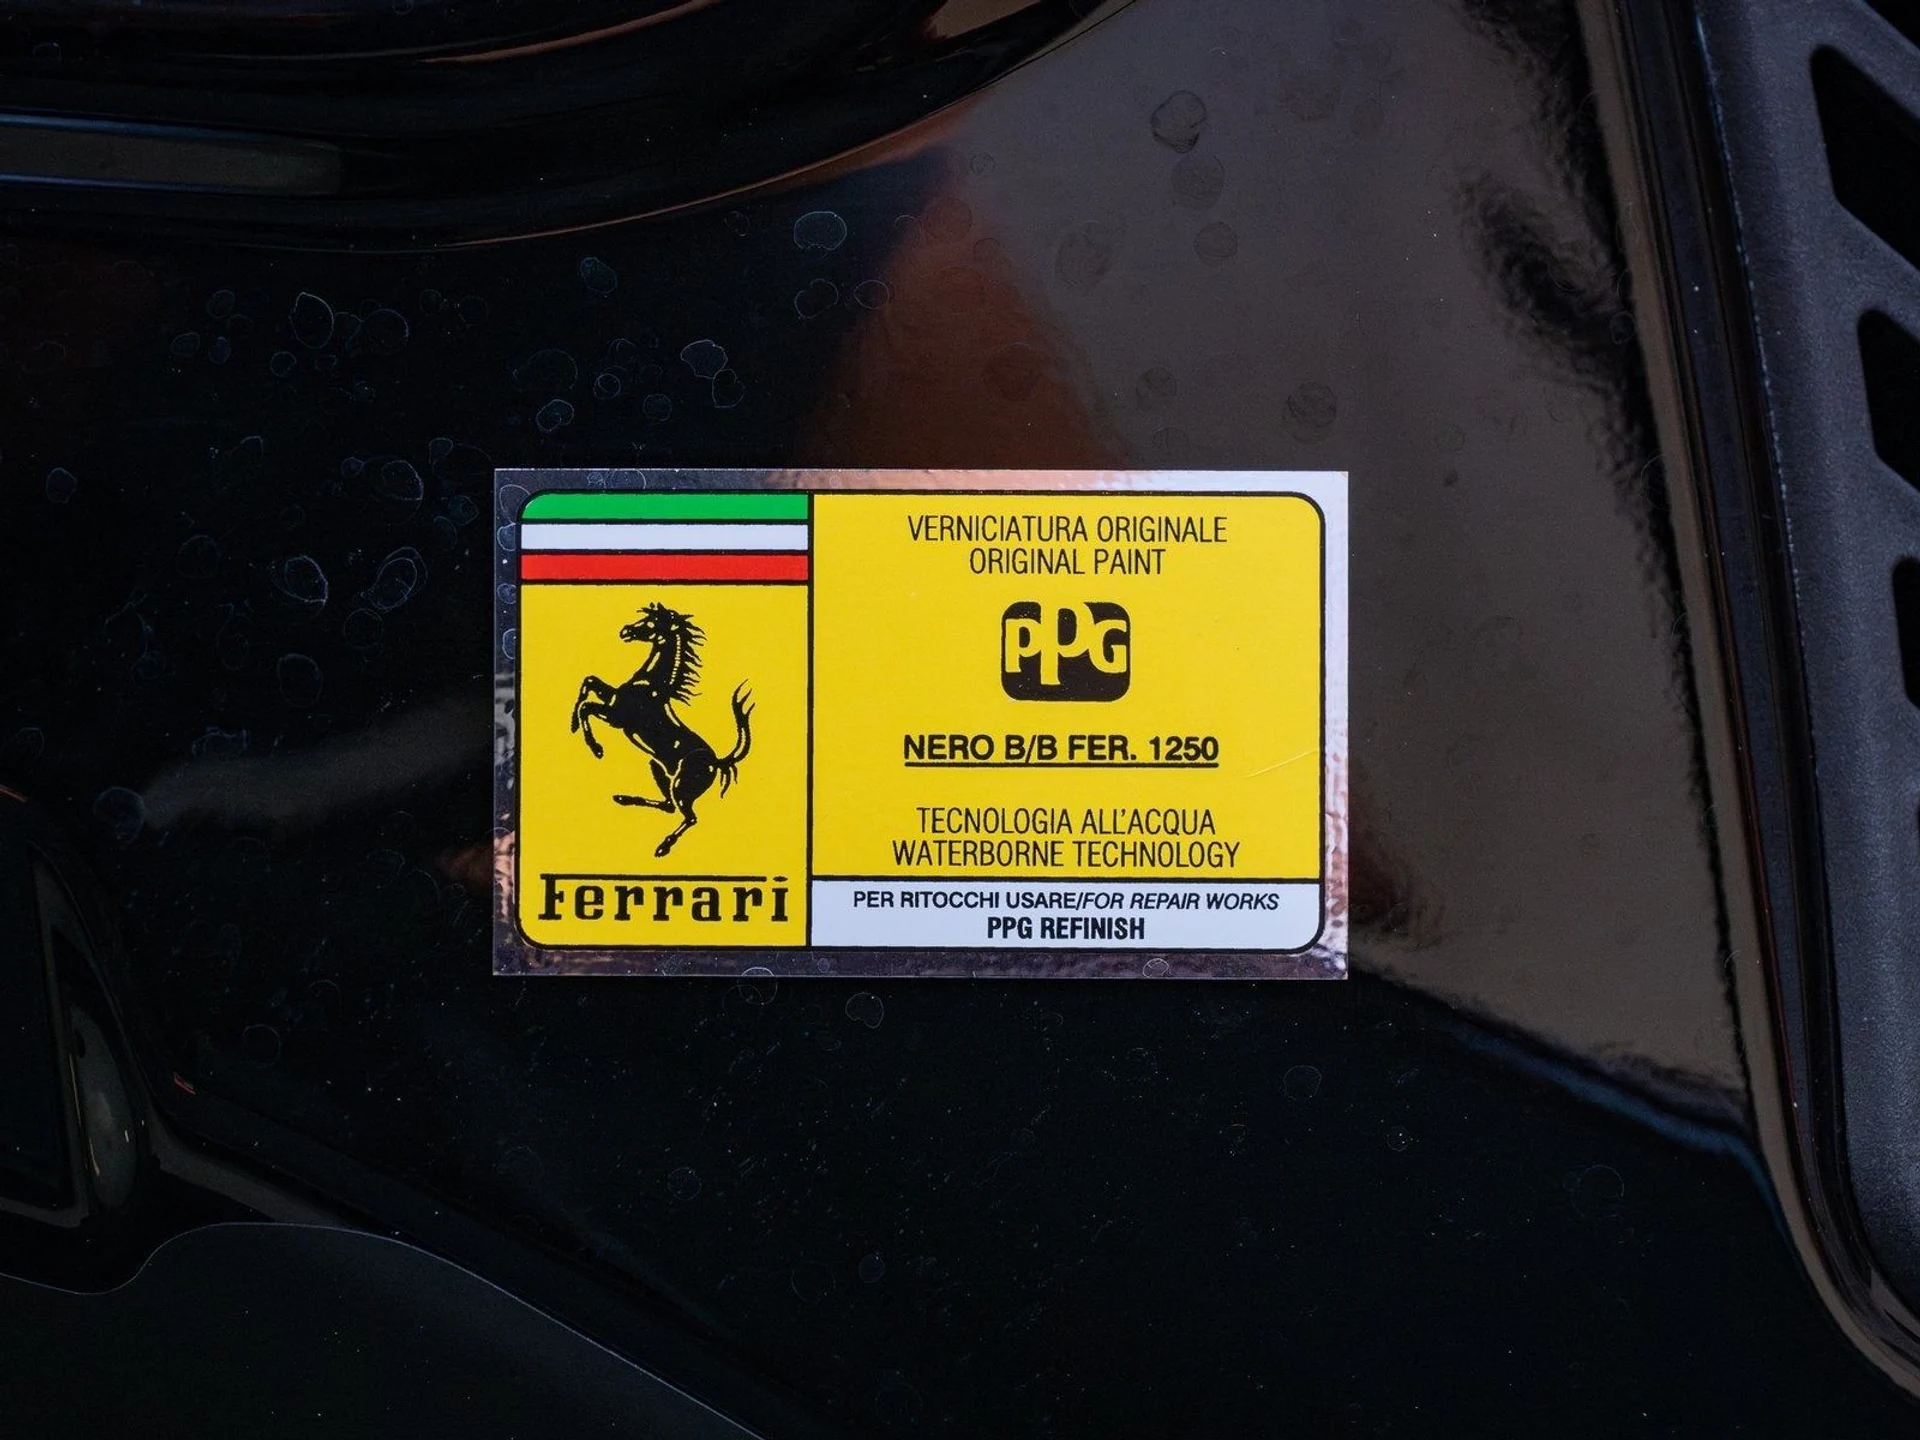 Ferrari
VERNICIATURA ORIGINALE
ORIGINAL PAINT
PPG
NERO B/B FER. 1250
TECNOLOGIA ALL'ACQUA
WATERBORNE TECHNOLOGY
PER RITOCCHI USARE/FOR REPAIR WORKS
PPG REFINISH